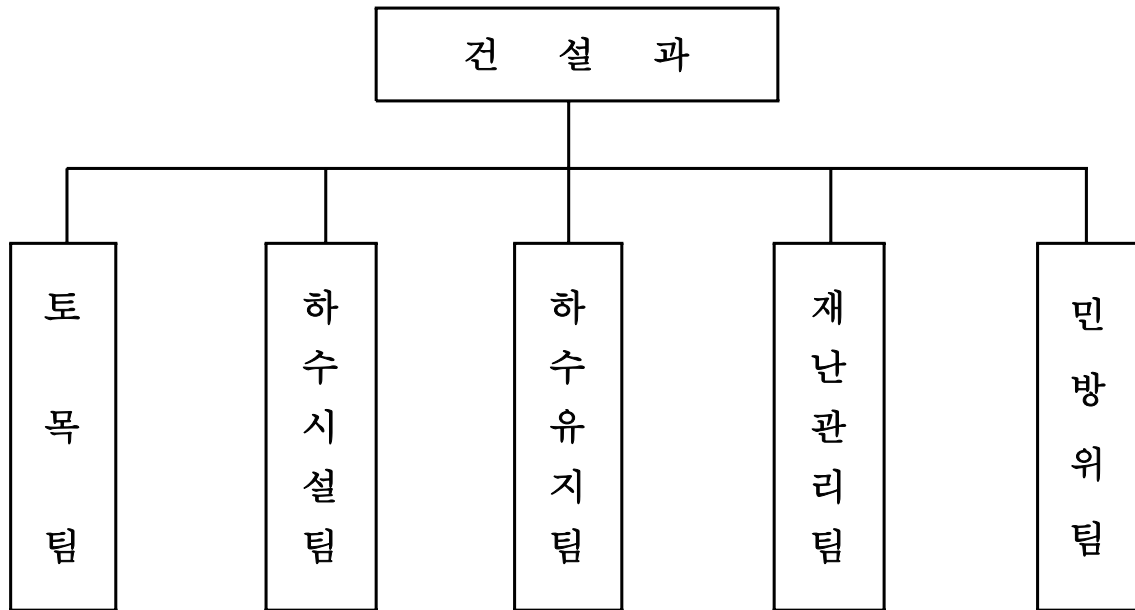 건 설 과
토목팀
하수시설팀
하수유지팀
재난관리팀
민방위팀